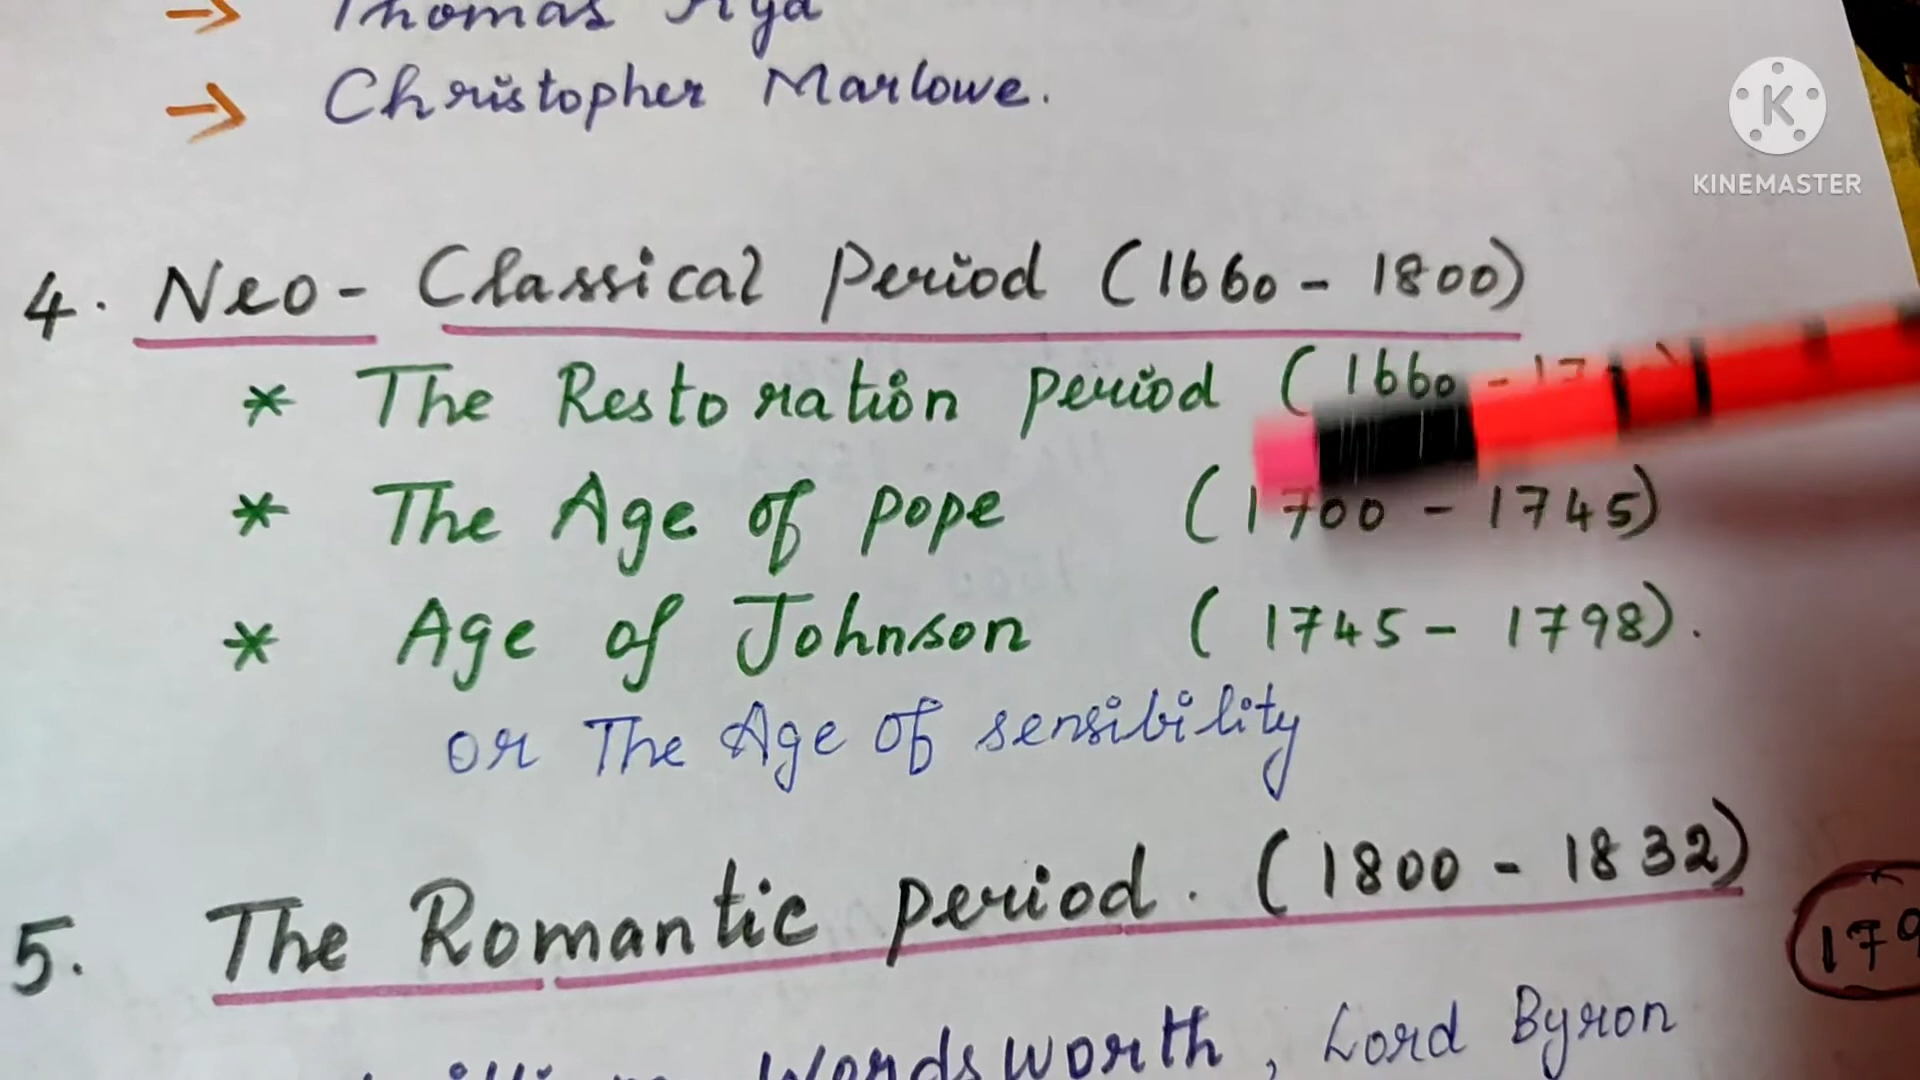 → Thomas Kyd
→ Christopher Marlowe.
KINEMASTER
4. Neo-Classical Period (1660 - 1800)
* The Restoration Period (1660 -
* The Age of pope (1700 - 1745)
* Age of Johnson (1745 - 1798).
or The Age of sensibility
5. The Romantic period. (1800 - 1832)
Wordsworth, Lord Byron